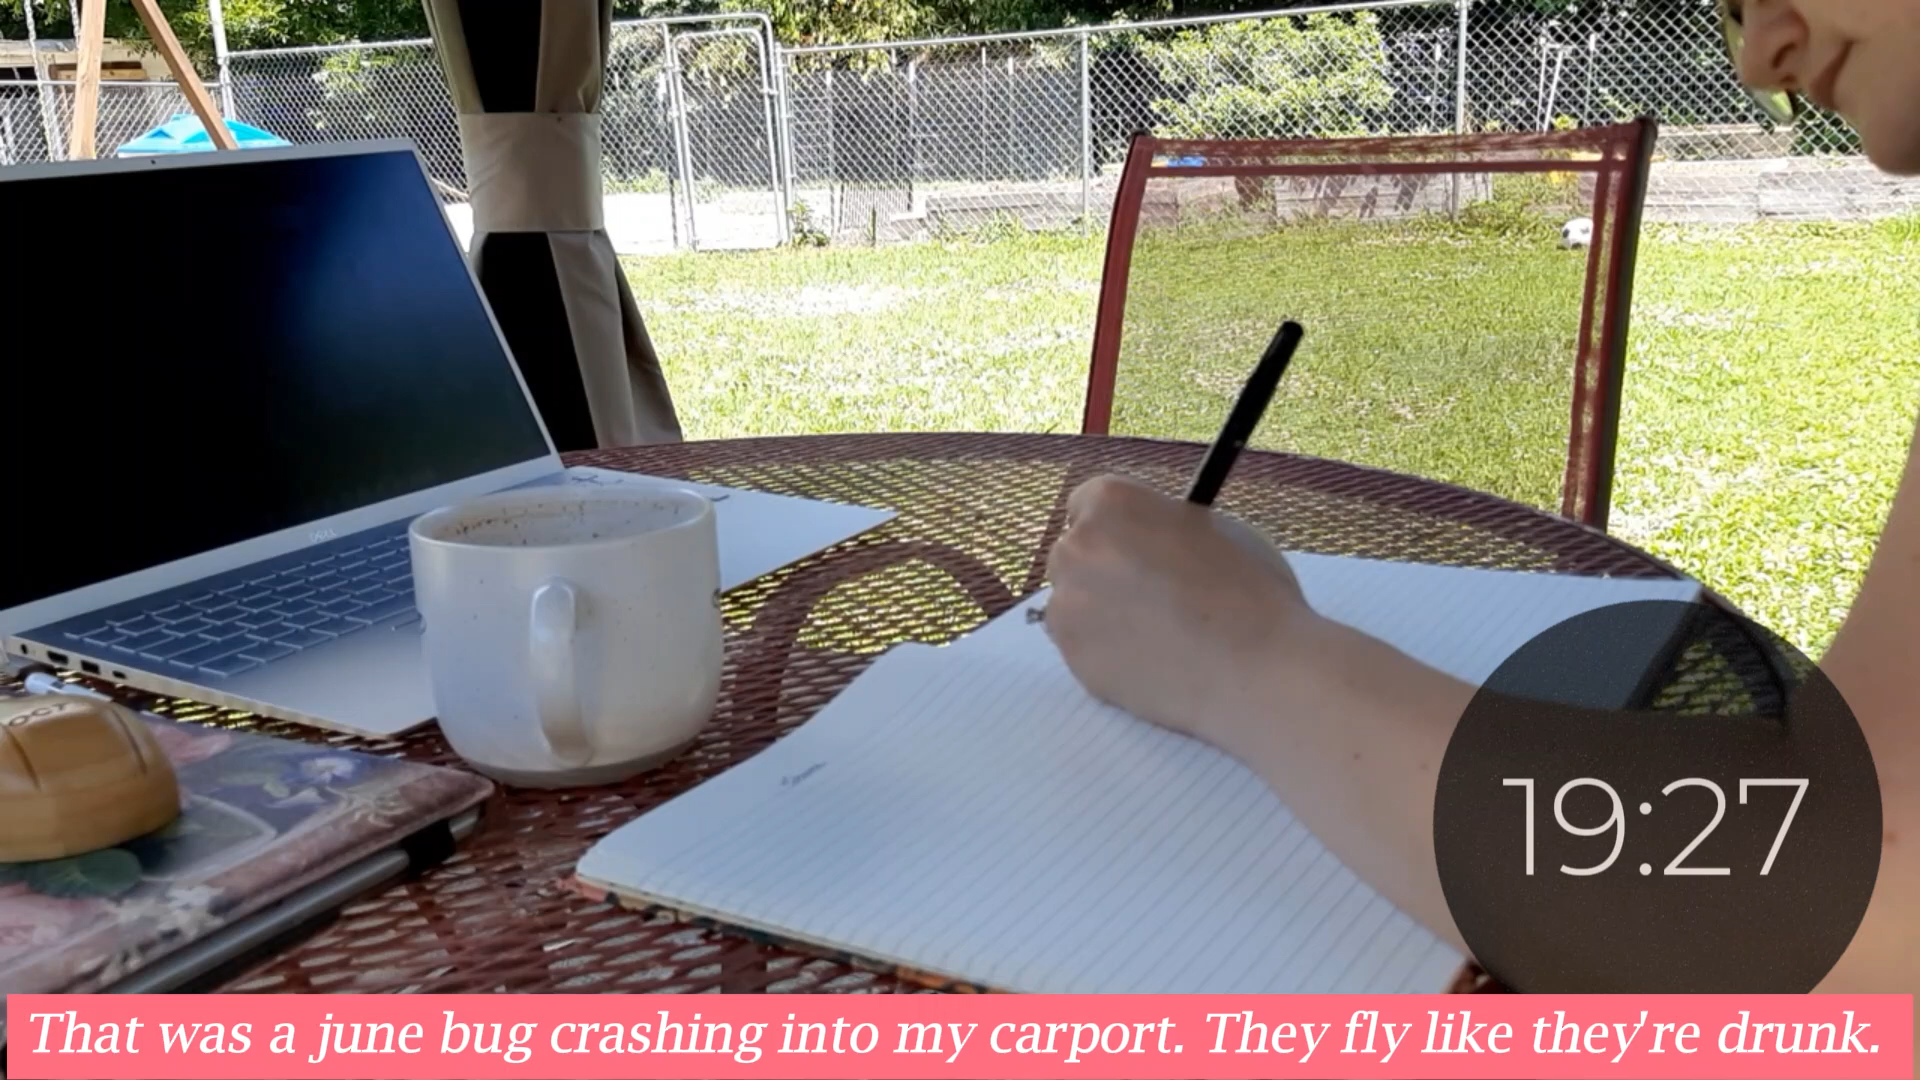 DELL
19:27
That was a june bug crashing into my carport. They fly like they're drunk.